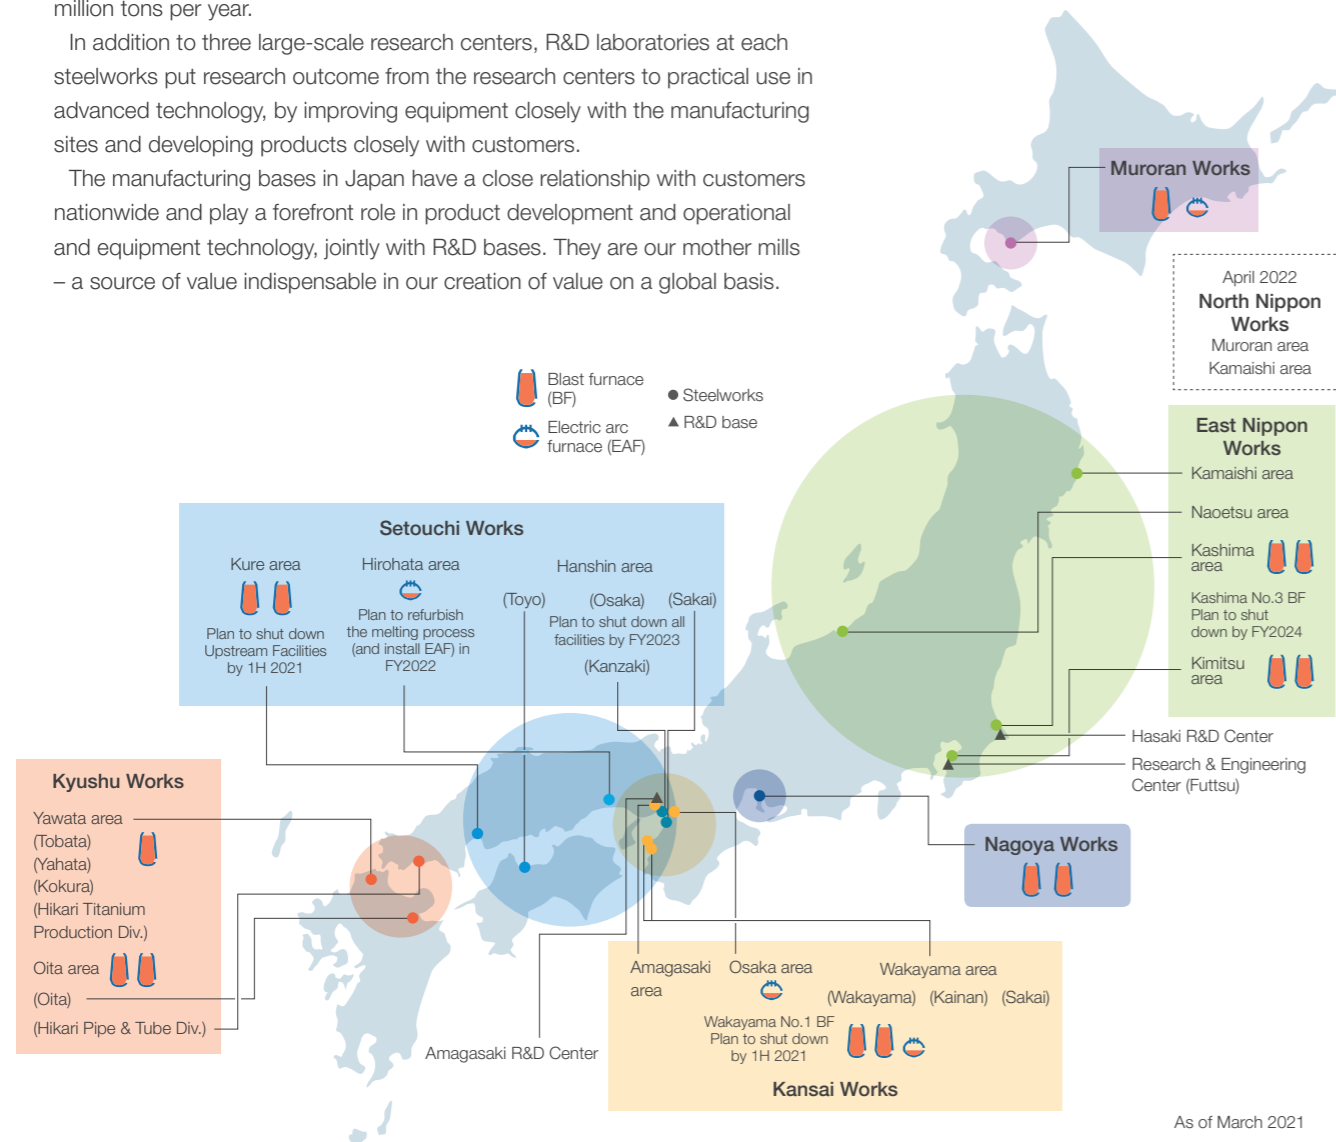 million tons per year.
In addition to three large-scale research centers, R&D laboratories at each
steelworks put research outcome from the research centers to practical use in
advanced technology, by improving equipment closely with the manufacturing
sites and developing products closely with customers.
The manufacturing bases in Japan have a close relationship with customers
nationwide and play a forefront role in product development and operational
and equipment technology, jointly with R&D bases. They are our mother mills
– a source of value indispensable in our creation of value on a global basis.
Muroran Works
April 2022
North Nippon
Works
Muroran area
Kamaishi area
Blast furnace
(BF)
Electric arc
furnace (EAF)
Steelworks
R&D base
East Nippon
Works
Kamaishi area
Naoetsu area
Kashima
area
Kashima No.3 BF
Plan to shut
down by FY2024
Kimitsu
area
Hasaki R&D Center
Research & Engineering
Center (Futtsu)
Setouchi Works
Kure area
Plan to shut down
Upstream Facilities
by 1H 2021
Hirohata area
Plan to refurbish
the melting process
(and install EAF) in
FY2022
Hanshin area
(Toyo)
(Osaka)
(Sakai)
Plan to shut down all
facilities by FY2023
(Kanzaki)
Kyushu Works
Yawata area
(Tobata)
(Yahata)
(Kokura)
(Hikari Titanium
Production Div.)
Oita area
(Oita)
(Hikari Pipe & Tube Div.)
Nagoya Works
Amagasaki R&D Center
Amagasaki
area
Osaka area
Wakayama area
(Wakayama) (Kainan) (Sakai)
Wakayama No.1 BF
Plan to shut down
by 1H 2021
Kansai Works
As of March 2021